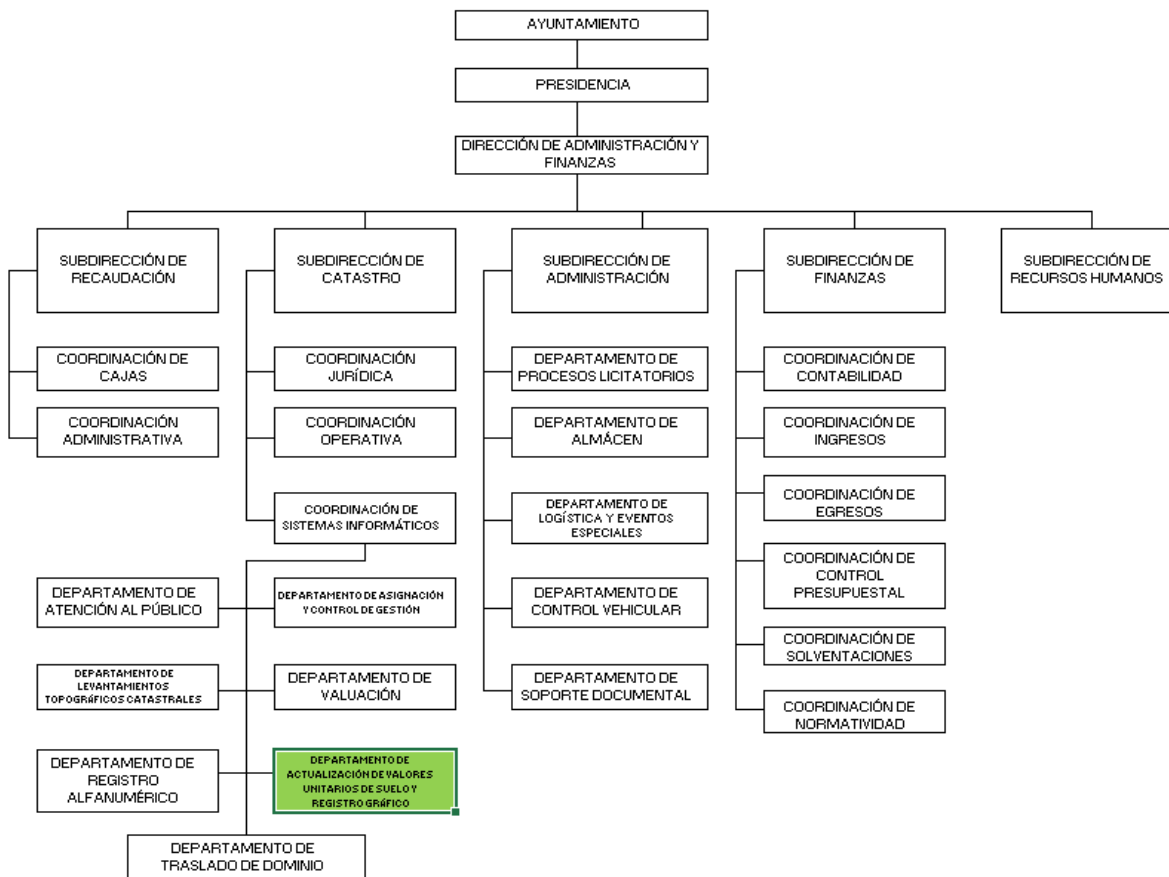 AYUNTAMIENTO
PRESIDENCIA
DIRECCIÓN DE ADMINISTRACIÓN Y
FINANZAS
SUBDIRECCIÓN DE
RECAUDACIÓN
SUBDIRECCIÓN DE
CATASTRO
SUBDIRECCIÓN DE
ADMINISTRACIÓN
SUBDIRECCIÓN DE
FINANZAS
SUBDIRECCIÓN DE
RECURSOS HUMANOS
COORDINACIÓN DE
CAJAS
COORDINACIÓN
JURÍDICA
DEPARTAMENTO DE
PROCESOS LICITATORIOS
COORDINACIÓN DE
CONTABILIDAD
COORDINACIÓN
ADMINISTRATIVA
COORDINACIÓN
OPERATIVA
DEPARTAMENTO DE
ALMÁCEN
COORDINACIÓN DE
INGRESOS
COORDINACIÓN DE
SISTEMAS INFORMÁTICOS
DEPARTAMENTO DE
LOGÍSTICA Y EVENTOS
ESPECIALES
COORDINACIÓN DE
EGRESOS
DEPARTAMENTO DE
ATENCIÓN AL PÚBLICO
DEPARTAMENTO DE ASIGNACIÓN
Y CONTROL DE GESTIÓN
DEPARTAMENTO DE
CONTROL VEHICULAR
COORDINACIÓN DE
CONTROL
PRESUPUESTAL
DEPARTAMENTO DE
LEVANTAMIENTOS
TOPOGRÁFICOS CATASTRALES
DEPARTAMENTO DE
VALUACIÓN
DEPARTAMENTO DE
SOPORTE DOCUMENTAL
COORDINACIÓN DE
SOLVENTACIONES
COORDINACIÓN DE
NORMATIVIDAD
DEPARTAMENTO DE
REGISTRO
ALFANUMÉRICO
DEPARTAMENTO DE
ACTUALIZACIÓN DE VALORES
UNITARIOS DE SUELO Y
REGISTRO GRÁFICO
DEPARTAMENTO DE
TRASLADO DE DOMINIO